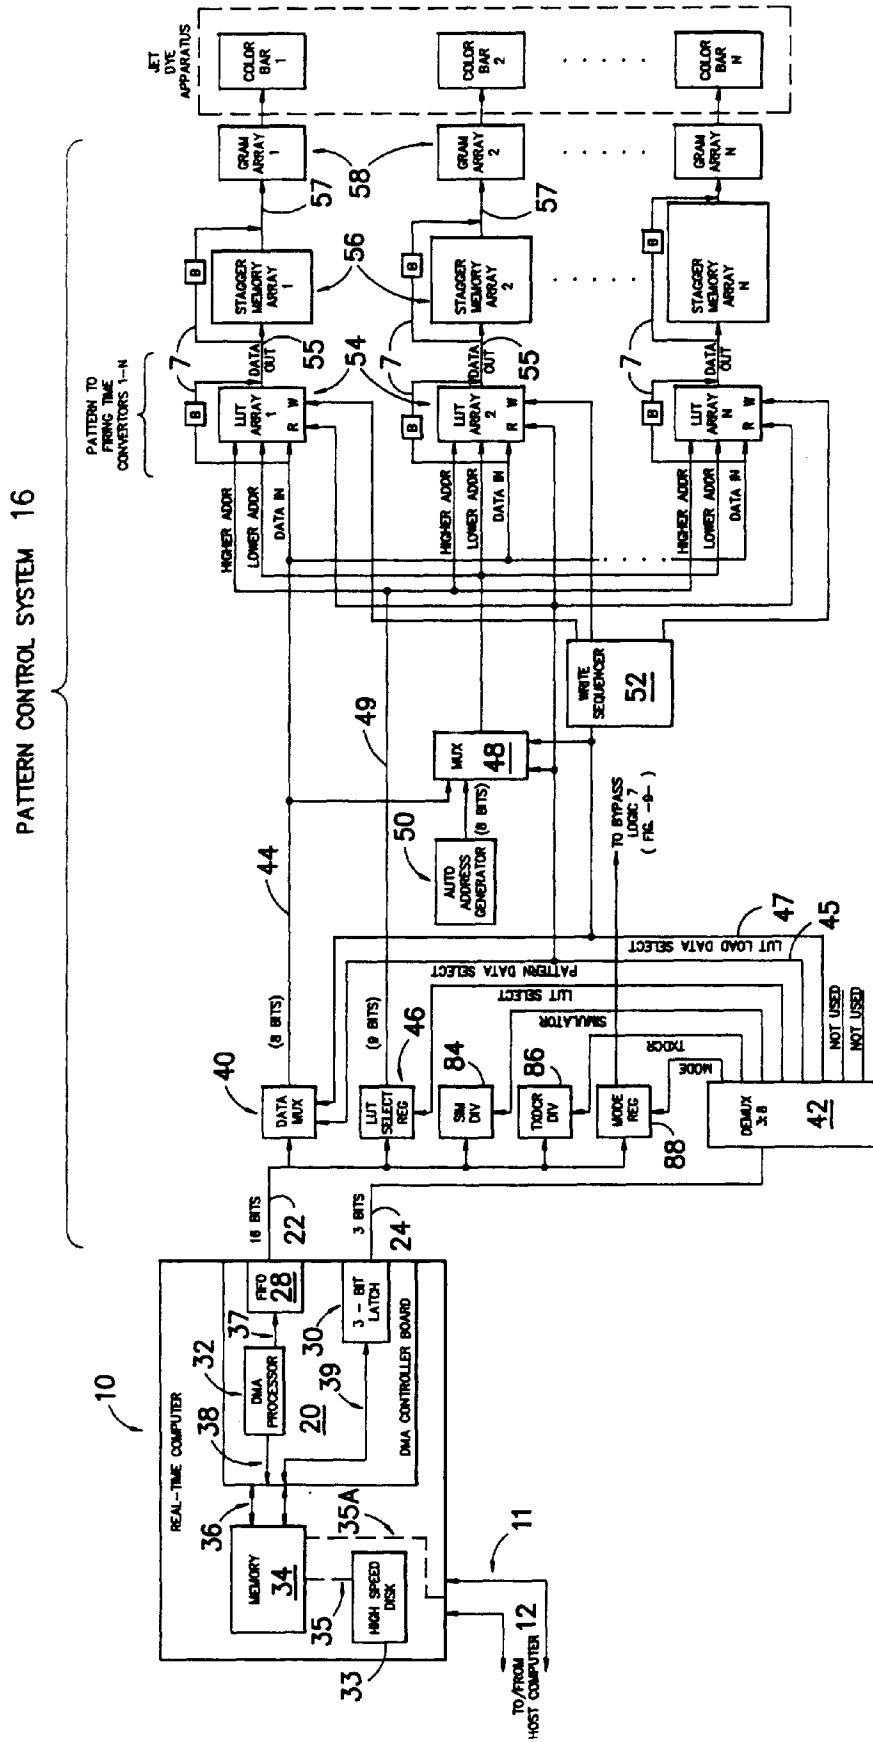 PATTERN CONTROL SYSTEM 16
REAL-TIME COMPUTER
10
MEMORY
34
36
38
32
DMA
PROCESSOR
37
FIFO
28
20
30
3 - BIT
LATCH
39
DMA CONTROLLER BOARD
35
35A
HIGH SPEED
DISK
33
11
TO/FROM
HOST COMPUTER 12
16 BITS
22
3 BITS
24
40
DATA
MUX
(8 BITS)
44
LUT
SELECT
REG
46
(9 BITS)
49
SIM
DIV
84
TXDCR
DIV
86
MODE
REG
88
DEMUX
3:8
42
MODE
TXDCR
SIMULATOR
LUT SELECT
PATTERN DATA SELECT
LUT LOAD DATA SELECT
47
45
NOT USED
NOT USED
TO BYPASS
LOGIC 7
( FIG. -9- )
50
AUTO
ADDRESS
GENERATOR
(8 BITS)
MUX
48
WRITE
SEQUENCER
52
PATTERN TO
FIRING TIME
CONVERTORS 1-N
HIGHER ADDR
LOWER ADDR
DATA IN
B
7
LUT
ARRAY
1
R W
54
DATA
OUT
55
B
STAGGER
MEMORY
ARRAY
1
56
57
GRAM
ARRAY
1
58
COLOR
BAR
1
HIGHER ADDR
LOWER ADDR
DATA IN
B
7
LUT
ARRAY
2
R W
DATA
OUT
55
B
STAGGER
MEMORY
ARRAY
2
57
GRAM
ARRAY
2
COLOR
BAR
2
HIGHER ADDR
LOWER ADDR
DATA IN
B
7
LUT
ARRAY
N
R W
DATA
OUT
B
STAGGER
MEMORY
ARRAY
N
GRAM
ARRAY
N
COLOR
BAR
N
JET
DYE
APPARATUS